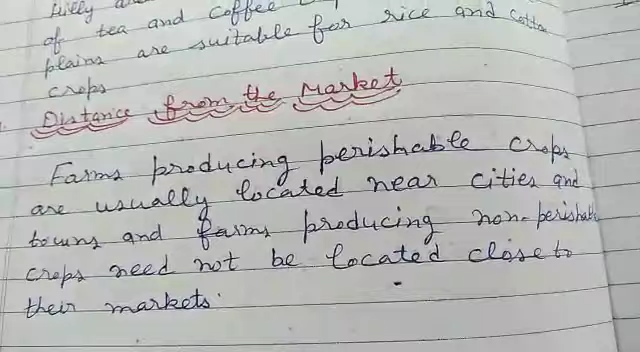 of tea and coffee
plains are suitable for rice and cotton
crops
Distance from the Market
Farms producing perishable crops
are usually located near cities and
towns and farms producing non-perishable
crops need not be located close to
their markets.